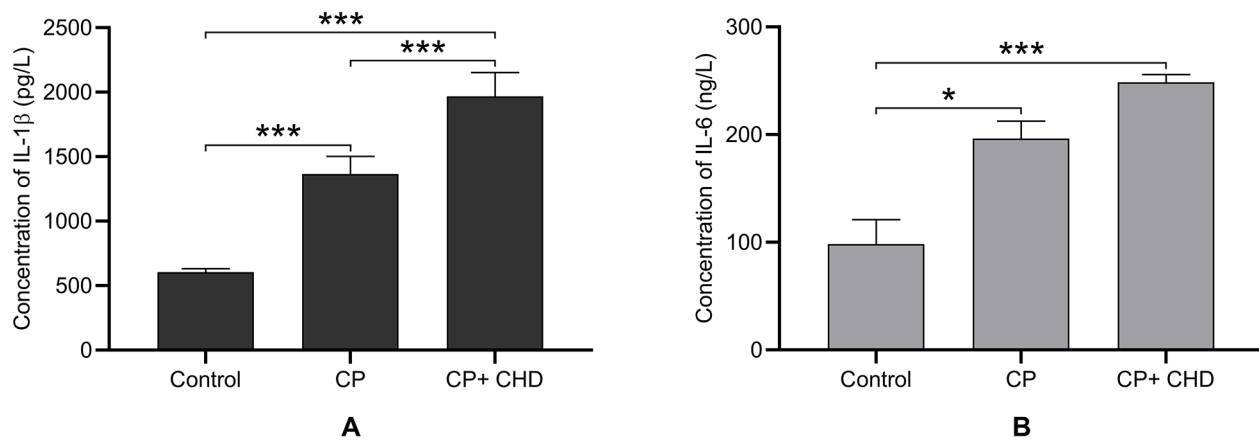 Concentration of IL-1β (pg/L)
2500
2000
1500
1000
500
0
***
***
***
Control
CP
CP+ CHD
A
Concentration of IL-6 (ng/L)
300
200
100
0
***
*
Control
CP
CP+ CHD
B